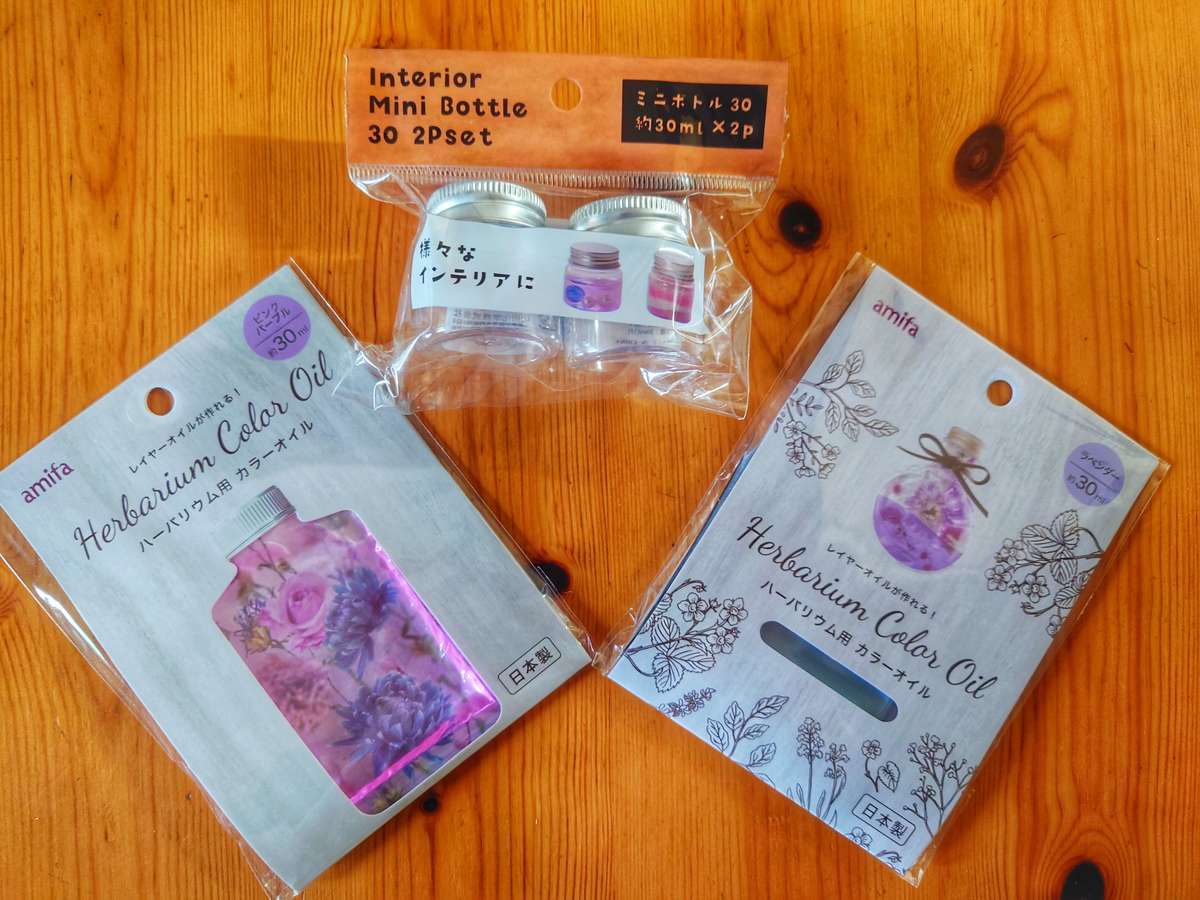 Interior
Mini Bottle
30 2Pset
ミニボトル 30
約30ml×2p
様々な
インテリアに
ピンク
パープル
約30ml
amifa
レイヤーオイルが作れる!
Herbarium Color Oil
ハーバリウム用 カラーオイル
日本製
amifa
ラベンダー
約30ml
レイヤーオイルが作れる!
Herbarium Color Oil
ハーバリウム用 カラーオイル
日本製